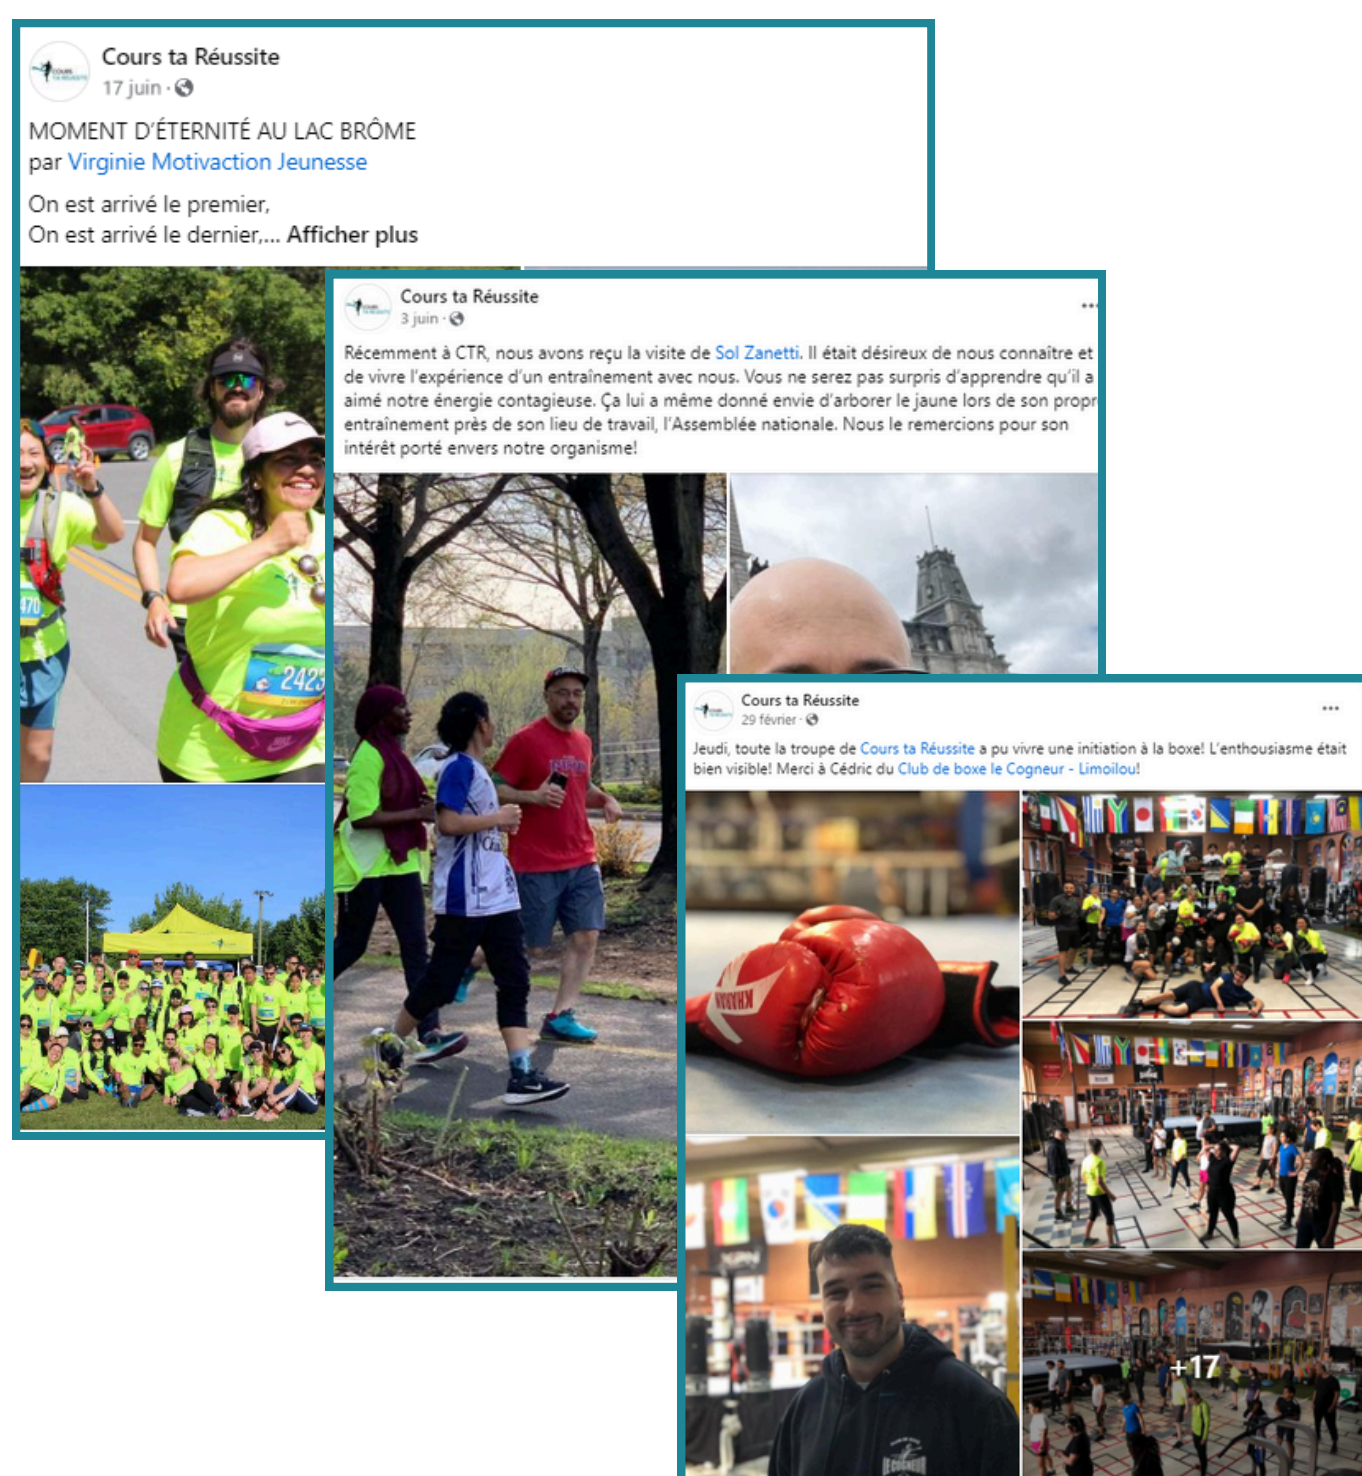 Cours ta Réussite
17 juin
MOMENT D'ÉTERNITÉ AU LAC BRÔME
par Virginie Motivaction Jeunesse
On est arrivé le premier,
On est arrivé le dernier,... Afficher plus
470
2423
Cours ta Réussite
3 juin
Récemment à CTR, nous avons reçu la visite de Sol Zanetti. Il était désireux de nous connaître et
de vivre l'expérience d'un entraînement avec nous. Vous ne serez pas surpris d'apprendre qu'il a
aimé notre énergie contagieuse. Ça lui a même donné envie d'arborer le jaune lors de son propr
entraînement près de son lieu de travail, l'Assemblée nationale. Nous le remercions pour son
intérêt porté envers notre organisme!
Cours ta Réussite
29 février
Jeudi, toute la troupe de Cours ta Réussite a pu vivre une initiation à la boxe! L'enthousiasme était
bien visible! Merci à Cédric du Club de boxe le Cogneur - Limoilou!
KHARAN
LE COGNEUR
+17